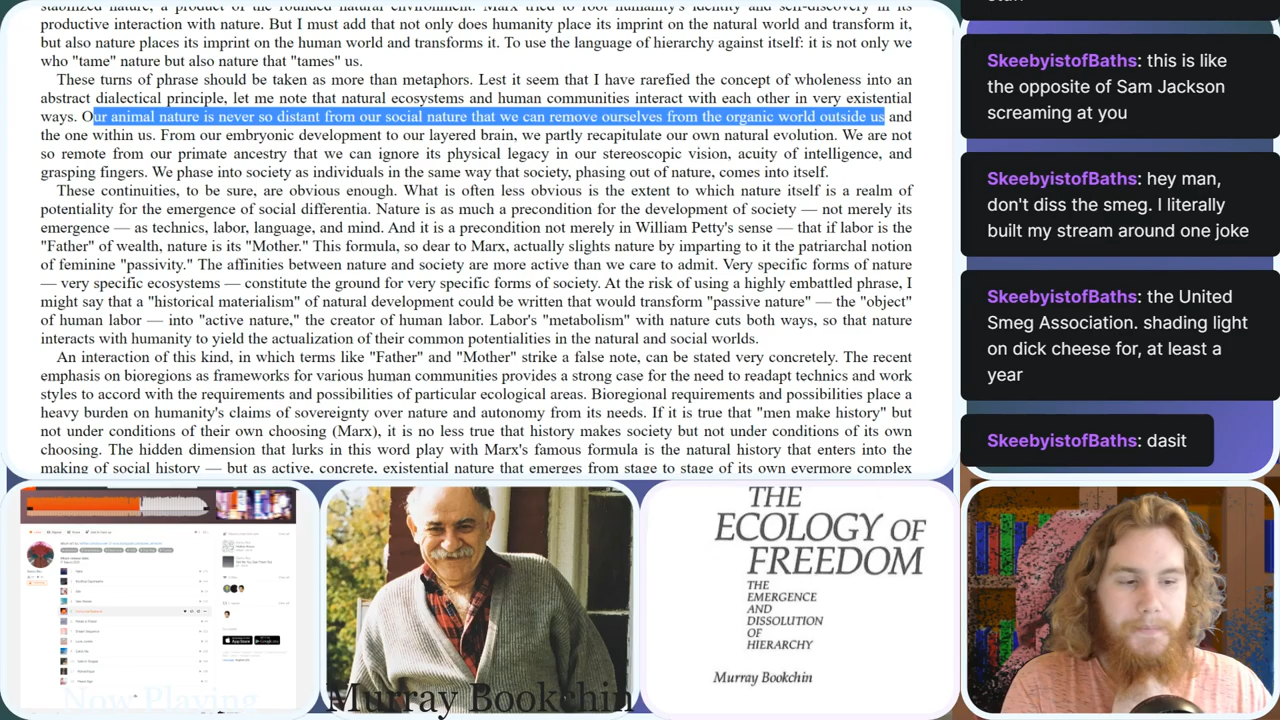 stabilized nature, a product of the rounded natural environment. Marx tried to root humanity's identity and self-discovery in its
productive interaction with nature. But I must add that not only does humanity place its imprint on the natural world and transform it,
but also nature places its imprint on the human world and transforms it. To use the language of hierarchy against itself: it is not only we
who "tame" nature but also nature that "tames" us.
These turns of phrase should be taken as more than metaphors. Lest it seem that I have rarefied the concept of wholeness into an
abstract dialectical principle, let me note that natural ecosystems and human communities interact with each other in very existential
ways. Our animal nature is never so distant from our social nature that we can remove ourselves from the organic world outside us and
the one within us. From our embryonic development to our layered brain, we partly recapitulate our own natural evolution. We are not
so remote from our primate ancestry that we can ignore its physical legacy in our stereoscopic vision, acuity of intelligence, and
grasping fingers. We phase into society as individuals in the same way that society, phasing out of nature, comes into itself.
These continuities, to be sure, are obvious enough. What is often less obvious is the extent to which nature itself is a realm of
potentiality for the emergence of social differentia. Nature is as much a precondition for the development of society — not merely its
emergence — as technics, labor, language, and mind. And it is a precondition not merely in William Petty's sense — that if labor is the
"Father" of wealth, nature is its "Mother." This formula, so dear to Marx, actually slights nature by imparting to it the patriarchal notion
of feminine "passivity." The affinities between nature and society are more active than we care to admit. Very specific forms of nature
— very specific ecosystems — constitute the ground for very specific forms of society. At the risk of using a highly embattled phrase, I
might say that a "historical materialism" of natural development could be written that would transform "passive nature" — the "object"
of human labor — into "active nature," the creator of human labor. Labor's "metabolism" with nature cuts both ways, so that nature
interacts with humanity to yield the actualization of their common potentialities in the natural and social worlds.
An interaction of this kind, in which terms like "Father" and "Mother" strike a false note, can be stated very concretely. The recent
emphasis on bioregions as frameworks for various human communities provides a strong case for the need to readapt technics and work
styles to accord with the requirements and possibilities of particular ecological areas. Bioregional requirements and possibilities place a
heavy burden on humanity's claims of sovereignty over nature and autonomy from its needs. If it is true that "men make history" but
not under conditions of their own choosing (Marx), it is no less true that history makes society but not under conditions of its own
choosing. The hidden dimension that lurks in this word play with Marx's famous formula is the natural history that enters into the
making of social history — but as active, concrete, existential nature that emerges from stage to stage of its own evermore complex
SkeebyistofBaths: this is like
the opposite of Sam Jackson
screaming at you
SkeebyistofBaths: hey man,
don't diss the smeg. I literally
built my stream around one joke
SkeebyistofBaths: the United
Smeg Association. shading light
on dick cheese for, at least a
year
SkeebyistofBaths: dasit
Now Playing
Murray Bookchin
THE
ECOLOGY OF
FREEDOM
THE
EMERGENCE
AND
DISSOLUTION
OF
HIERARCHY
Murray Bookchin